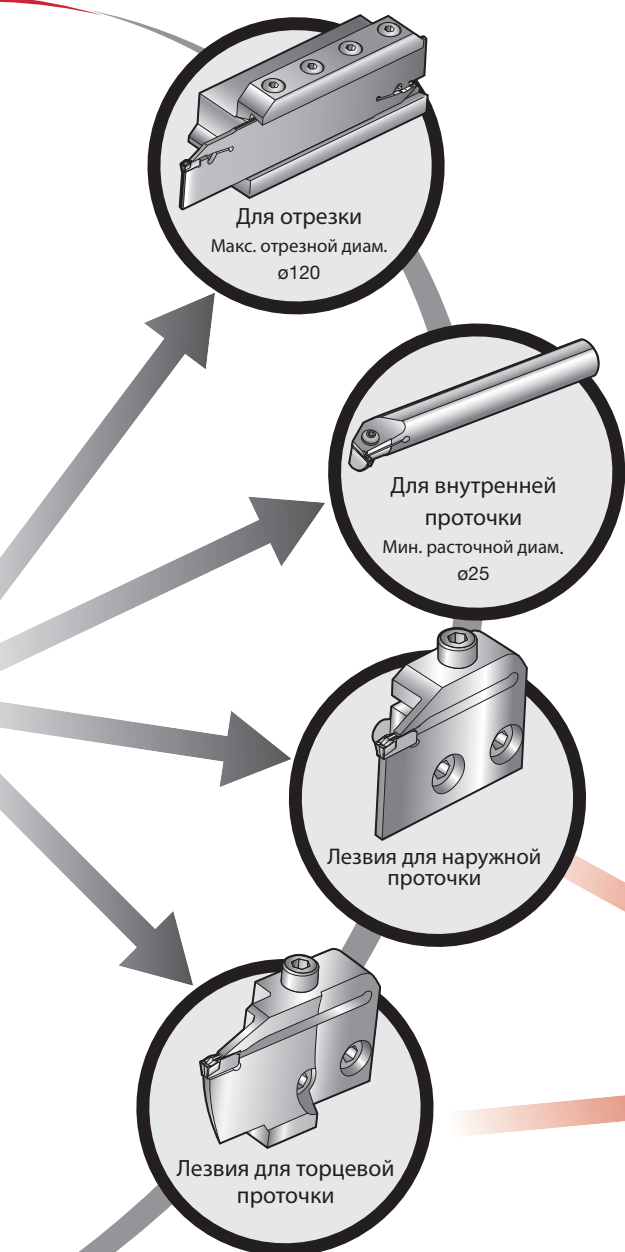 Для отрезки
Макс. отрезной диам.
ø120
Для внутренней
проточки
Мин. расточной диам.
ø25
Лезвия для наружной
проточки
Лезвия для торцевой
проточки